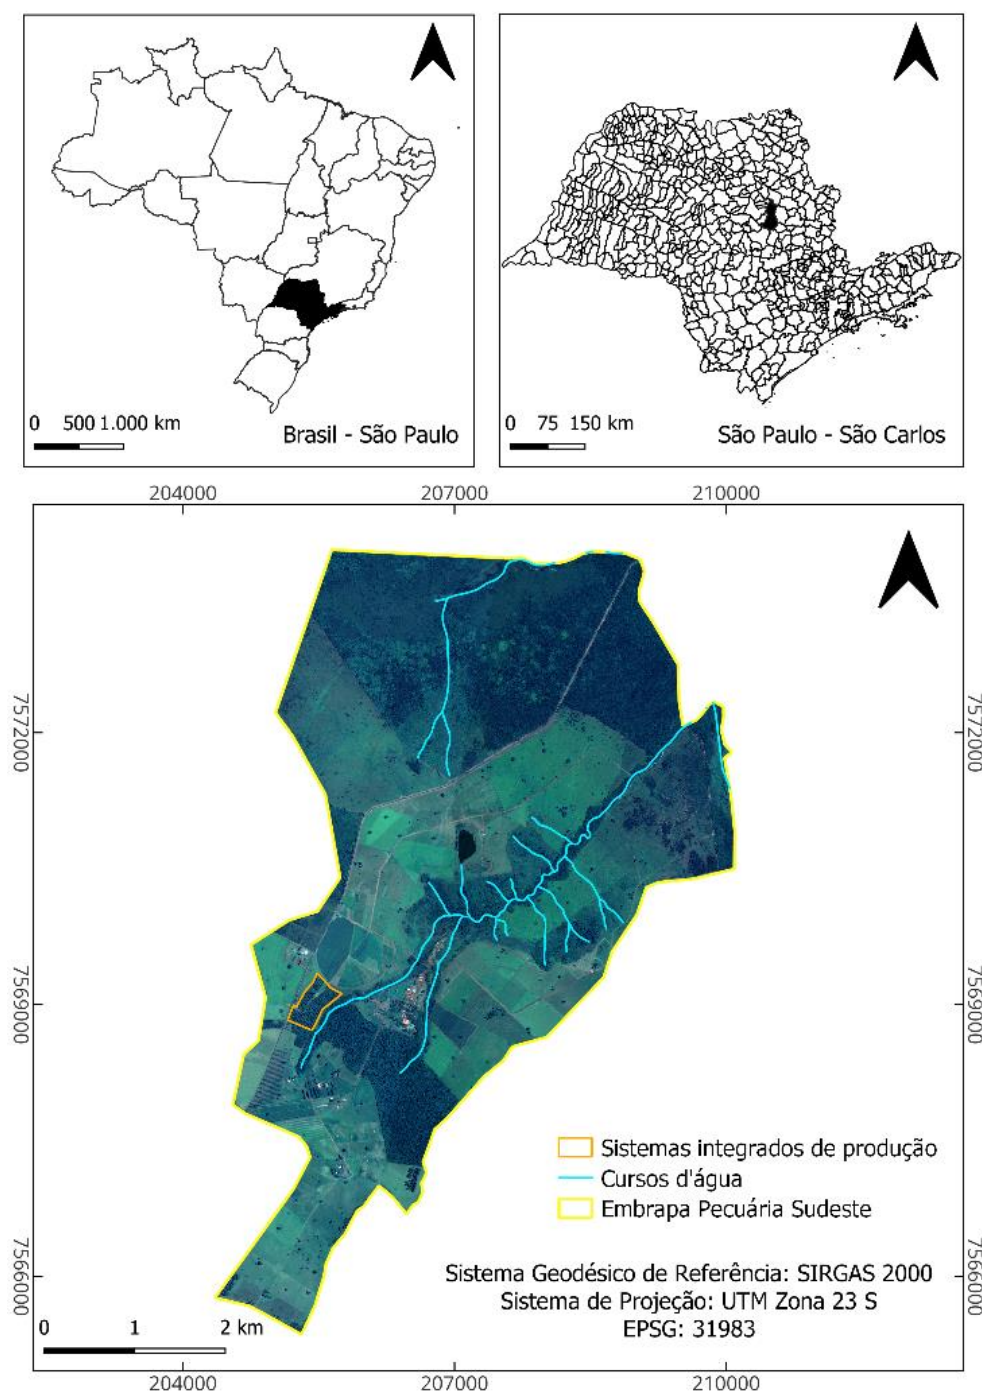 0 500 1.000 km
Brasil - São Paulo
0 75 150 km
São Paulo - São Carlos
204000 207000 210000
7572000 7572000
7569000 7569000
Sistemas integrados de produção
Cursos d'água
Embrapa Pecuária Sudeste
7566000 7566000
Sistema Geodésico de Referência: SIRGAS 2000
Sistema de Projeção: UTM Zona 23 S
EPSG: 31983
0 1 2 km
204000 207000 210000